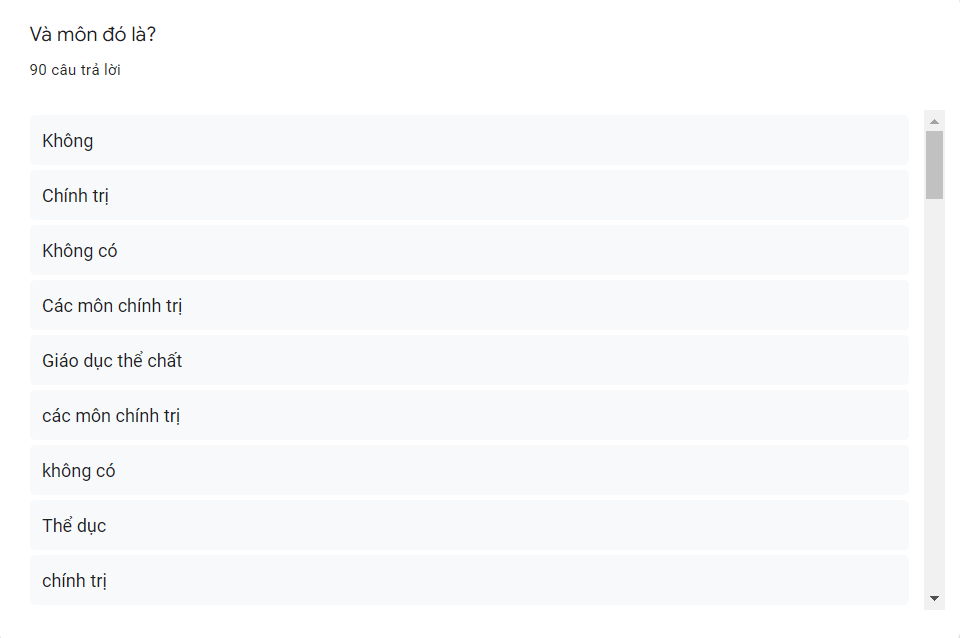 Và môn đó là?
90 câu trả lời
Không
Chính trị
Không có
Các môn chính trị
Giáo dục thể chất
các môn chính trị
không có
Thể dục
chính trị